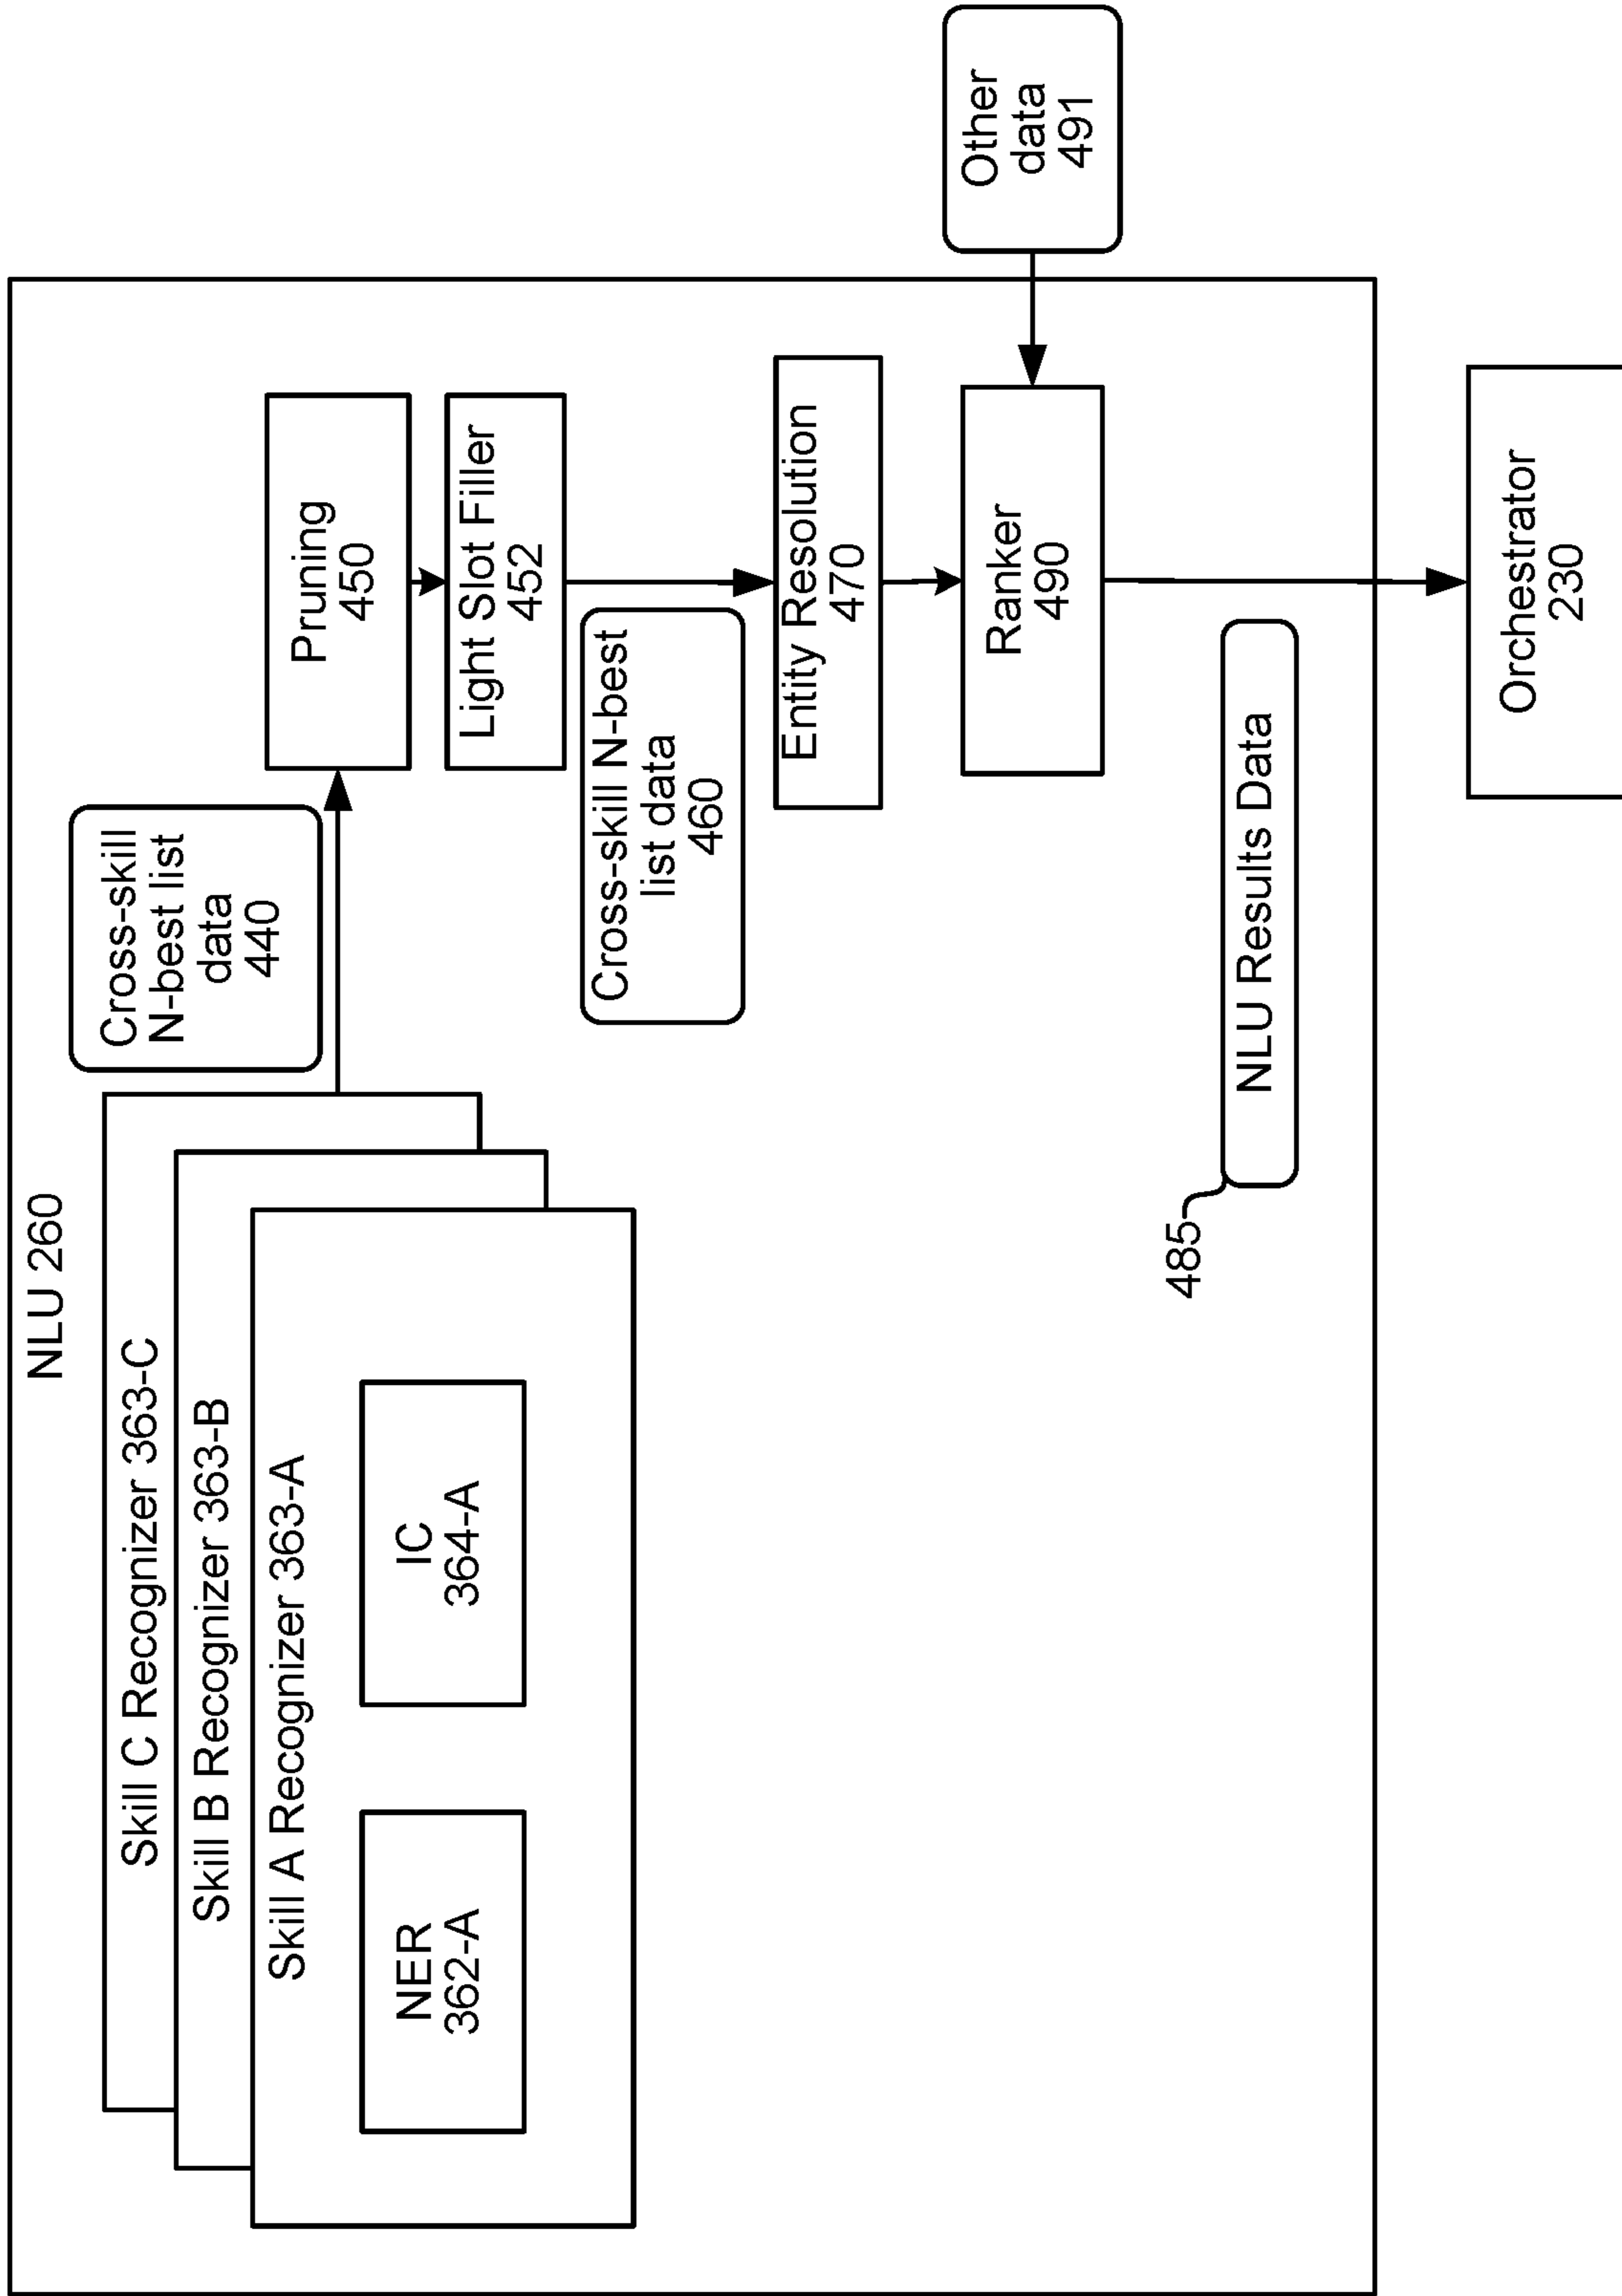 NLU 260
Skill C Recognizer 363-C
Skill B Recognizer 363-B
Skill A Recognizer 363-A
NER
362-A
IC
364-A
Cross-skill
N-best list
data
440
Pruning
450
Light Slot Filler
452
Cross-skill N-best
list data
460
Entity Resolution
470
Ranker
490
Other
data
491
485
NLU Results Data
Orchestrator
230